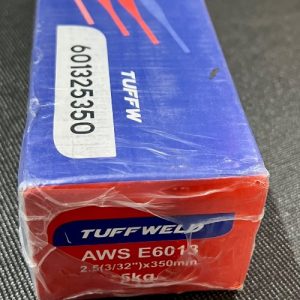 601325350
TUFFW
TUFFWELD
AWS E6013
2.5(3/32")x350mm
5kg